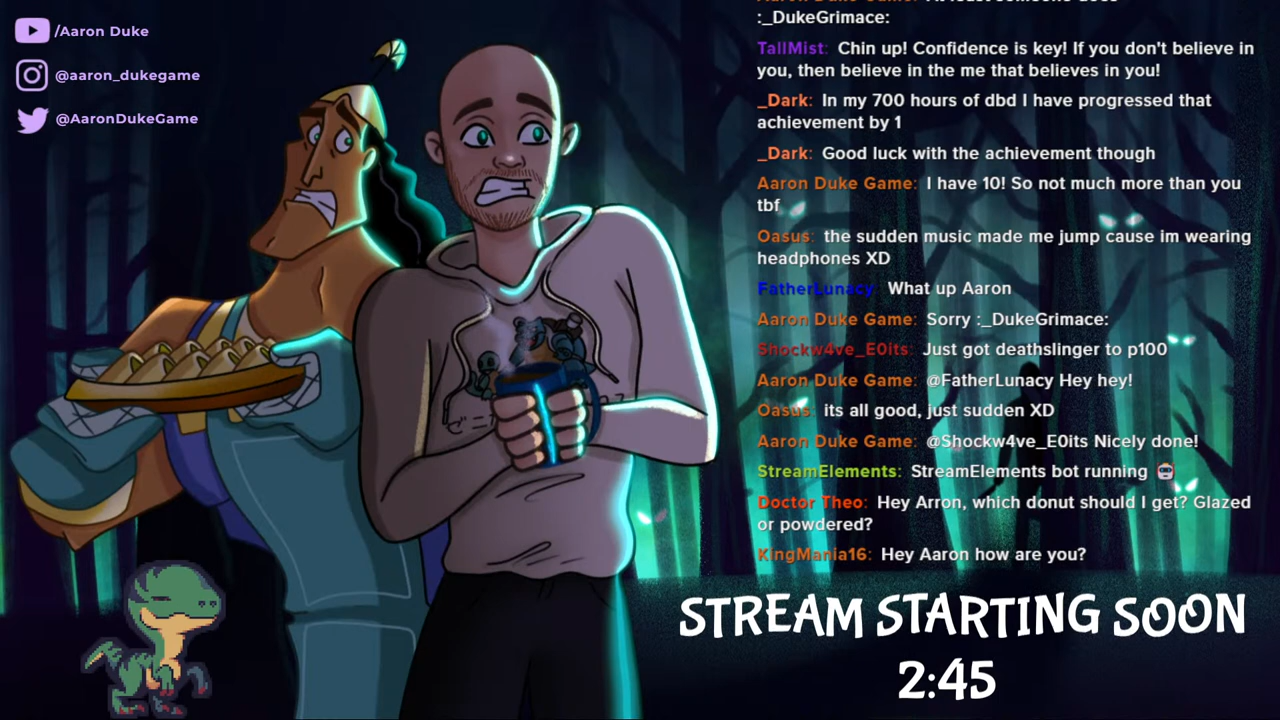 /Aaron Duke
@aaron_dukegame
@AaronDukeGame
:_DukeGrimace:
TallMist: Chin up! Confidence is key! If you don't believe in
you, then believe in the me that believes in you!
_Dark: In my 700 hours of dbd I have progressed that
achievement by 1
_Dark: Good luck with the achievement though
Aaron Duke Game: I have 10! So not much more than you
tbf
Oasus: the sudden music made me jump cause im wearing
headphones XD
FatherLunacy: What up Aaron
Aaron Duke Game: Sorry :_DukeGrimace:
Shockw4ve_E0its: Just got deathslinger to p100
Aaron Duke Game: @FatherLunacy Hey hey!
Oasus: its all good, just sudden XD
Aaron Duke Game: @Shockw4ve_E0its Nicely done!
StreamElements: StreamElements bot running
Doctor Theo: Hey Arron, which donut should I get? Glazed
or powdered?
KingMania16: Hey Aaron how are you?
STREAM STARTING SOON
2:45